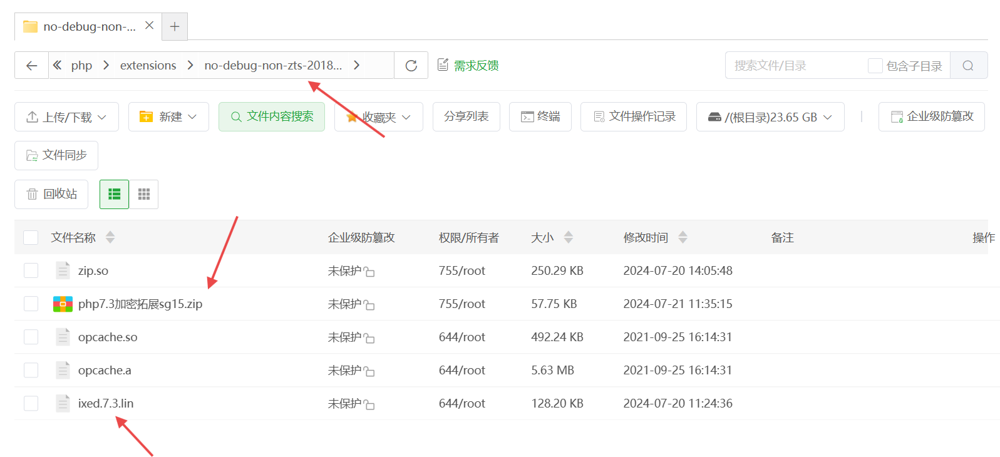 no-debug-non-...
php extensions no-debug-non-zts-2018... 需求反馈 搜索文件/目录 包含子目录
上传/下载 新建 文件内容搜索 收藏夹 分享列表 终端 文件操作记录 /(根目录)23.65 GB 企业级防篡改
文件同步
回收站
文件名称 企业级防篡改 权限/所有者 大小 修改时间 备注 操作
zip.so 未保护 755/root 250.29 KB 2024-07-20 14:05:48
php7.3加密拓展sg15.zip 未保护 755/root 57.75 KB 2024-07-21 11:35:15
opcache.so 未保护 644/root 492.24 KB 2021-09-25 16:14:31
opcache.a 未保护 644/root 5.63 MB 2021-09-25 16:14:31
ixed.7.3.lin 未保护 644/root 128.20 KB 2024-07-20 11:24:36